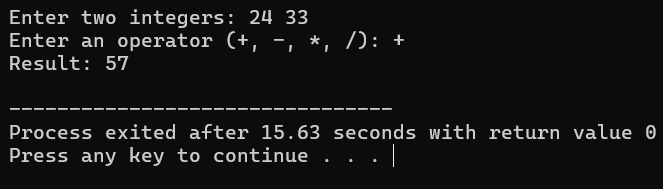 Enter two integers: 24 33
Enter an operator (+, -, *, /): +
Result: 57
--------------------------------
Process exited after 15.63 seconds with return value 0
Press any key to continue . . .